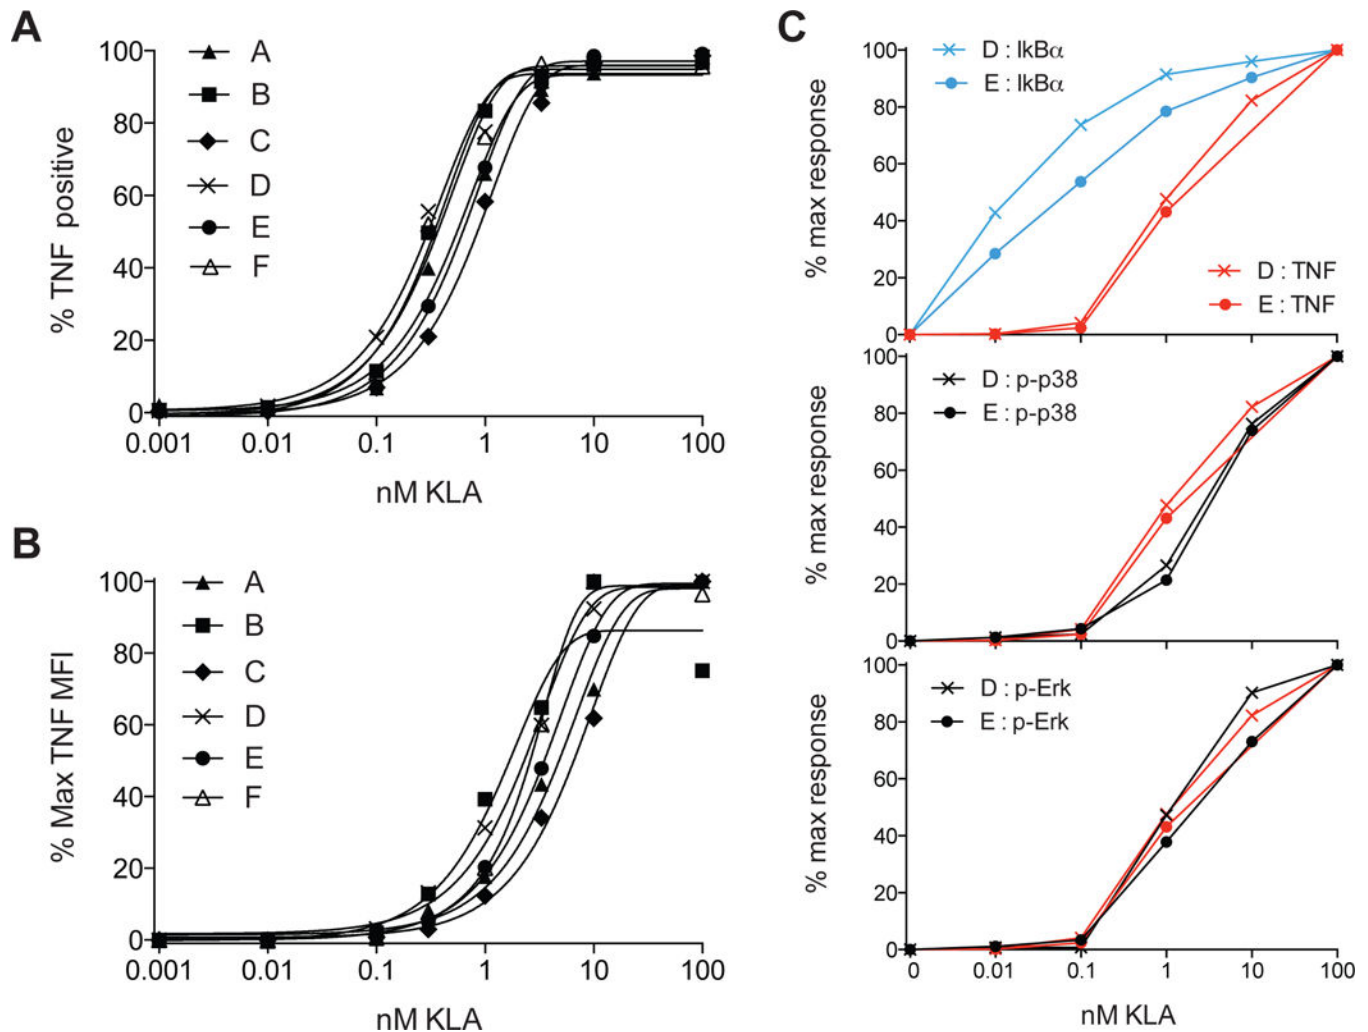 A
% TNF positive
100
80
60
40
20
0
A
B
C
D
E
F
0.001 0.01 0.1 1 10 100
nM KLA
B
% Max TNF MFI
100
80
60
40
20
0
A
B
C
D
E
F
0.001 0.01 0.1 1 10 100
nM KLA
C
% max response
100
80
60
40
20
0
D : IkBα
E : IkBα
D : TNF
E : TNF
% max response
100
80
60
40
20
0
D : p-p38
E : p-p38
% max response
100
80
60
40
20
0
D : p-Erk
E : p-Erk
0 0.01 0.1 1 10 100
nM KLA